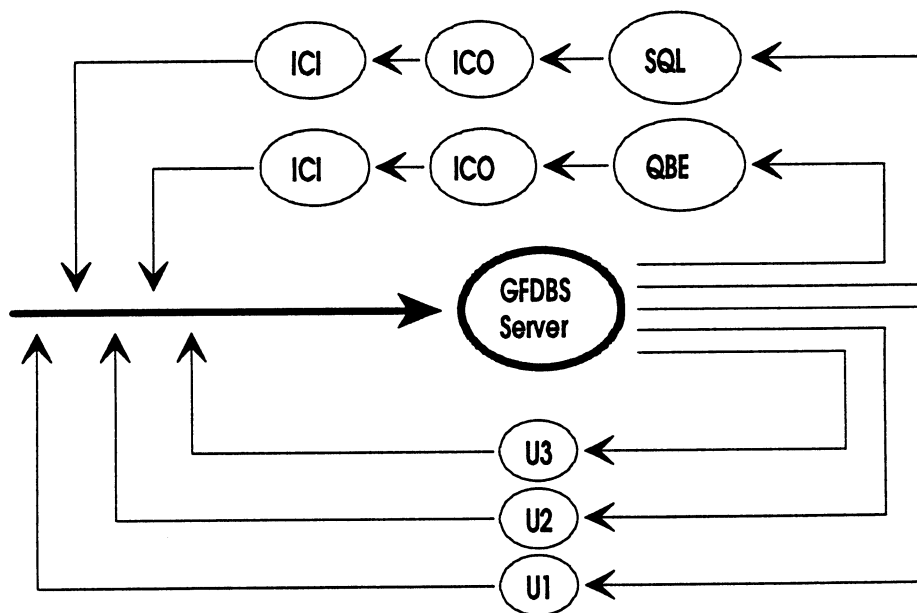 ICI ICO SQL
ICI ICO QBE
GFDBS
Server
U3
U2
U1